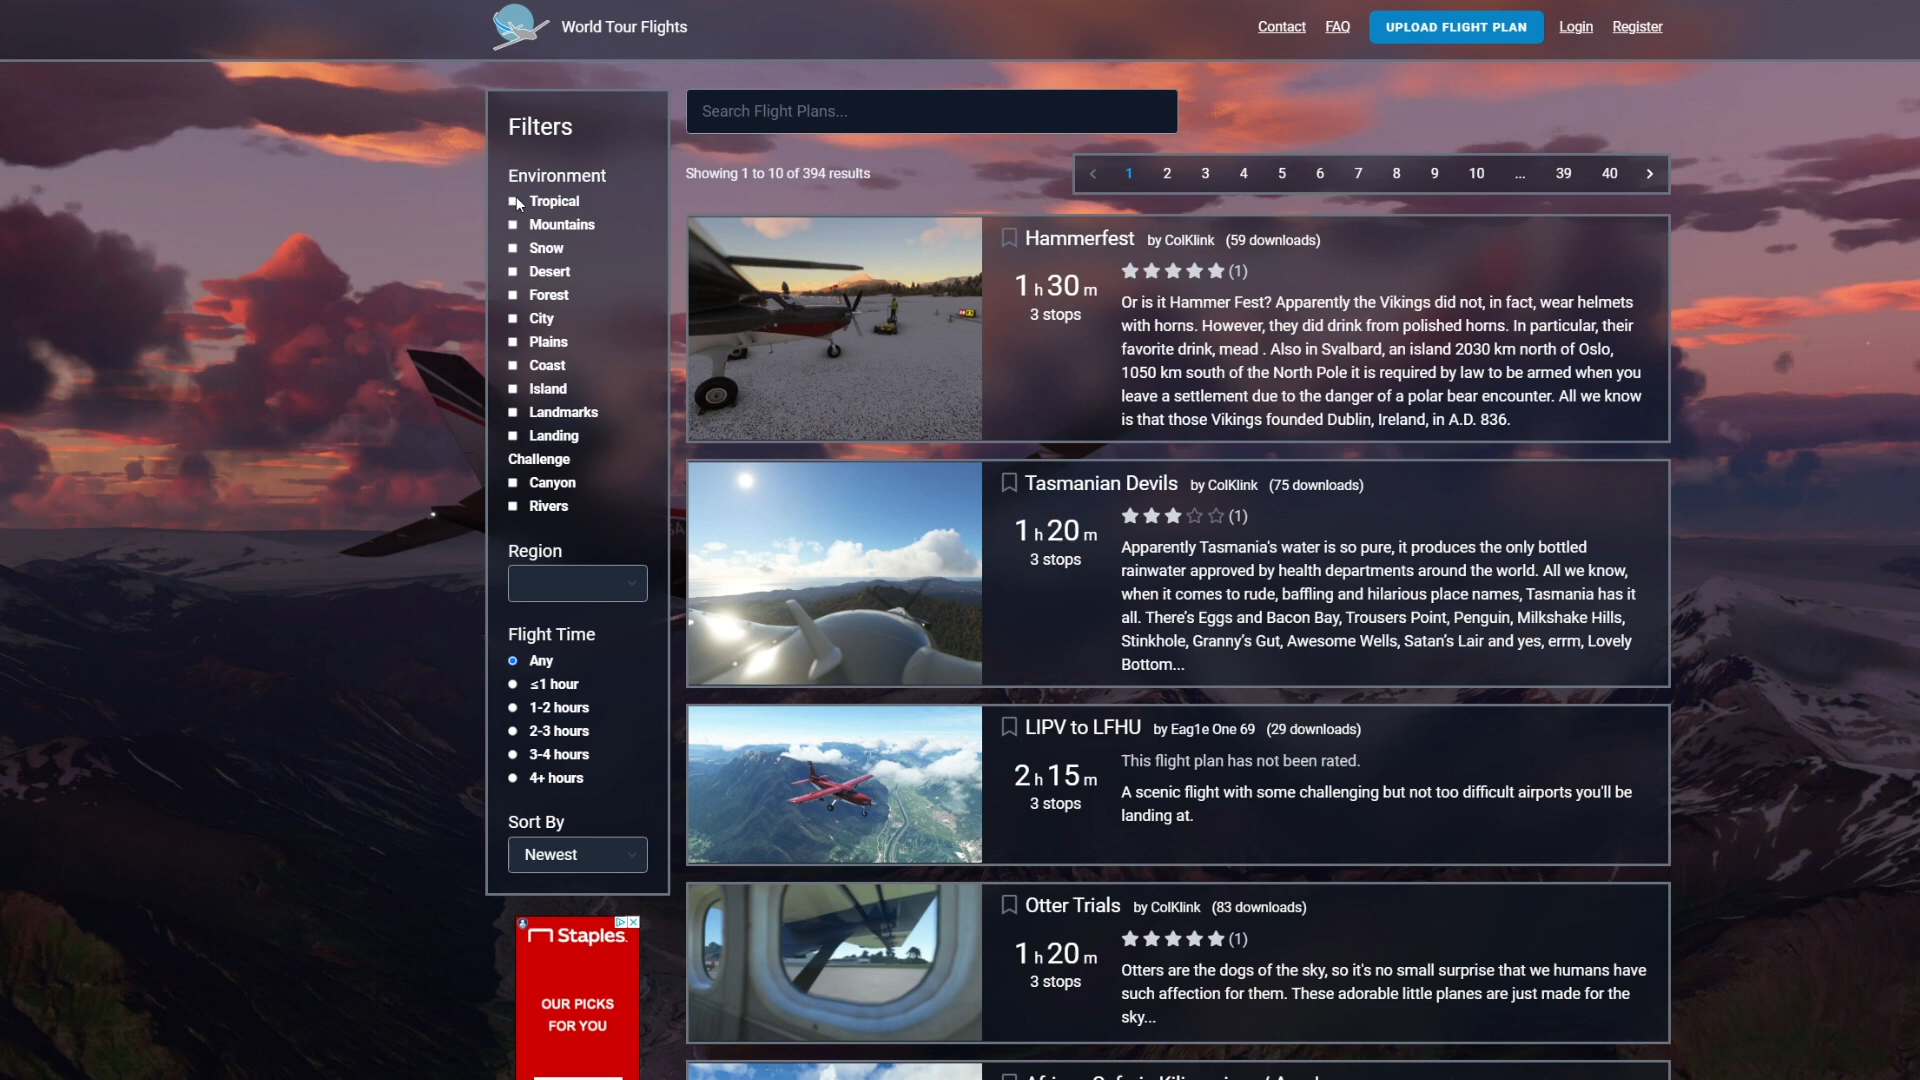 World Tour Flights
Contact
FAQ
UPLOAD FLIGHT PLAN
Login
Register
Filters
Environment
Tropical
Mountains
Snow
Desert
Forest
City
Plains
Coast
Island
Landmarks
Landing
Challenge
Canyon
Rivers
Region
Flight Time
Any
≤1 hour
1-2 hours
2-3 hours
3-4 hours
4+ hours
Sort By
Newest
Staples.
OUR PICKS
FOR YOU
Search Flight Plans...
Showing 1 to 10 of 394 results
‹ 1 2 3 4 5 6 7 8 9 10 ... 39 40 ›
Hammerfest by ColKlink (59 downloads)
(1)
1 h 30 m
3 stops
Or is it Hammer Fest? Apparently the Vikings did not, in fact, wear helmets
with horns. However, they did drink from polished horns. In particular, their
favorite drink, mead . Also in Svalbard, an island 2030 km north of Oslo,
1050 km south of the North Pole it is required by law to be armed when you
leave a settlement due to the danger of a polar bear encounter. All we know
is that those Vikings founded Dublin, Ireland, in A.D. 836.
Tasmanian Devils by ColKlink (75 downloads)
(1)
1 h 20 m
3 stops
Apparently Tasmania's water is so pure, it produces the only bottled
rainwater approved by health departments around the world. All we know,
when it comes to rude, baffling and hilarious place names, Tasmania has it
all. There's Eggs and Bacon Bay, Trousers Point, Penguin, Milkshake Hills,
Stinkhole, Granny's Gut, Awesome Wells, Satan's Lair and yes, errm, Lovely
Bottom...
LIPV to LFHU by Eag1e One 69 (29 downloads)
This flight plan has not been rated.
2 h 15 m
3 stops
A scenic flight with some challenging but not too difficult airports you'll be
landing at.
Otter Trials by ColKlink (83 downloads)
(1)
1 h 20 m
3 stops
Otters are the dogs of the sky, so it's no small surprise that we humans have
such affection for them. These adorable little planes are just made for the
sky...